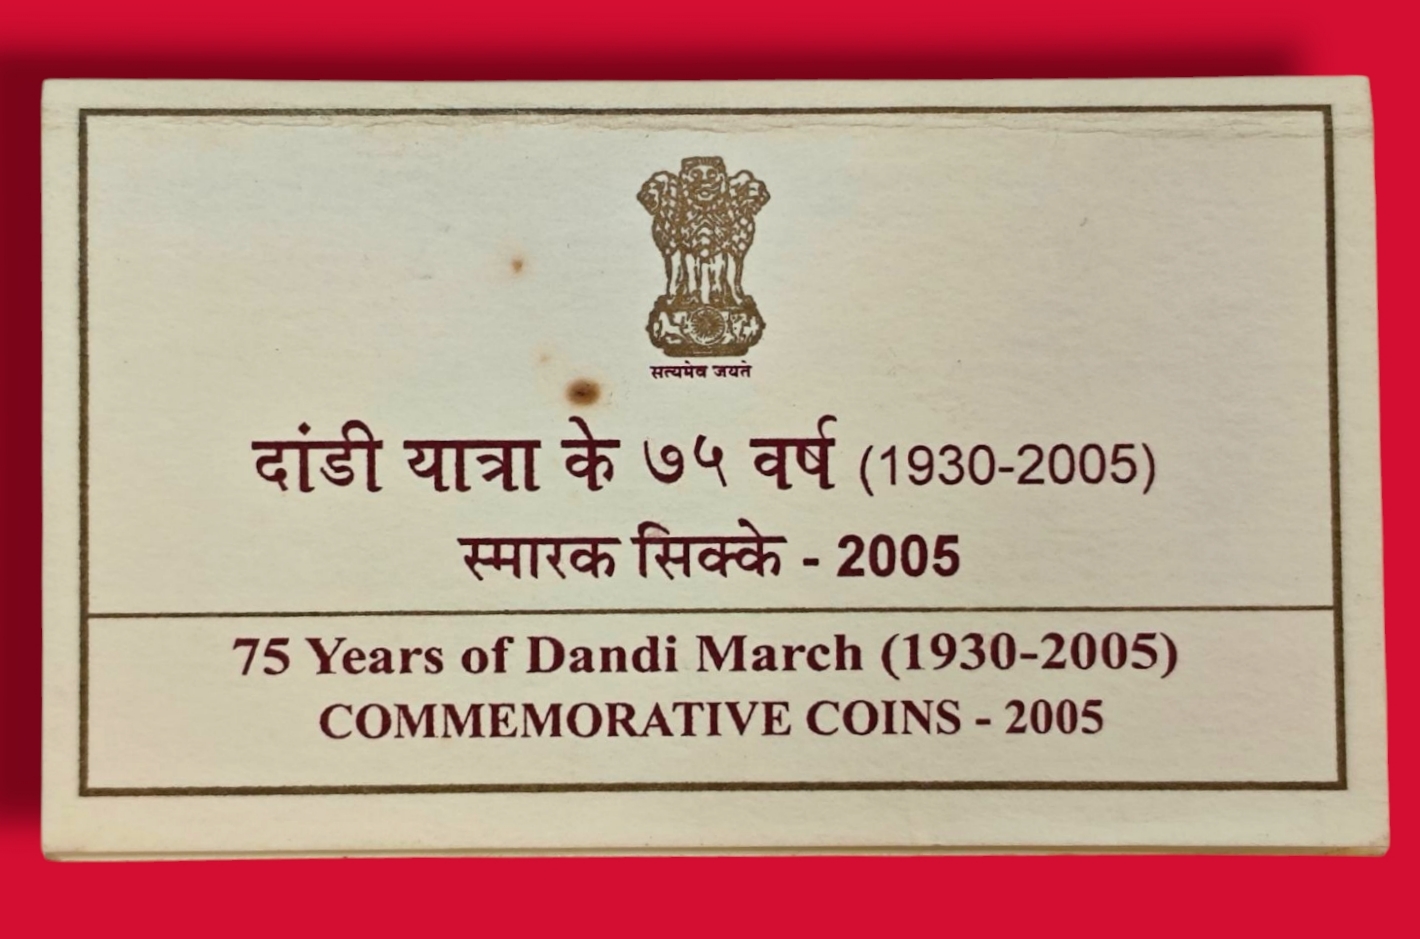 सत्यमेव जयते
दांडी यात्रा के ७५ वर्ष (1930-2005)
स्मारक सिक्के - 2005
75 Years of Dandi March (1930-2005)
COMMEMORATIVE COINS - 2005